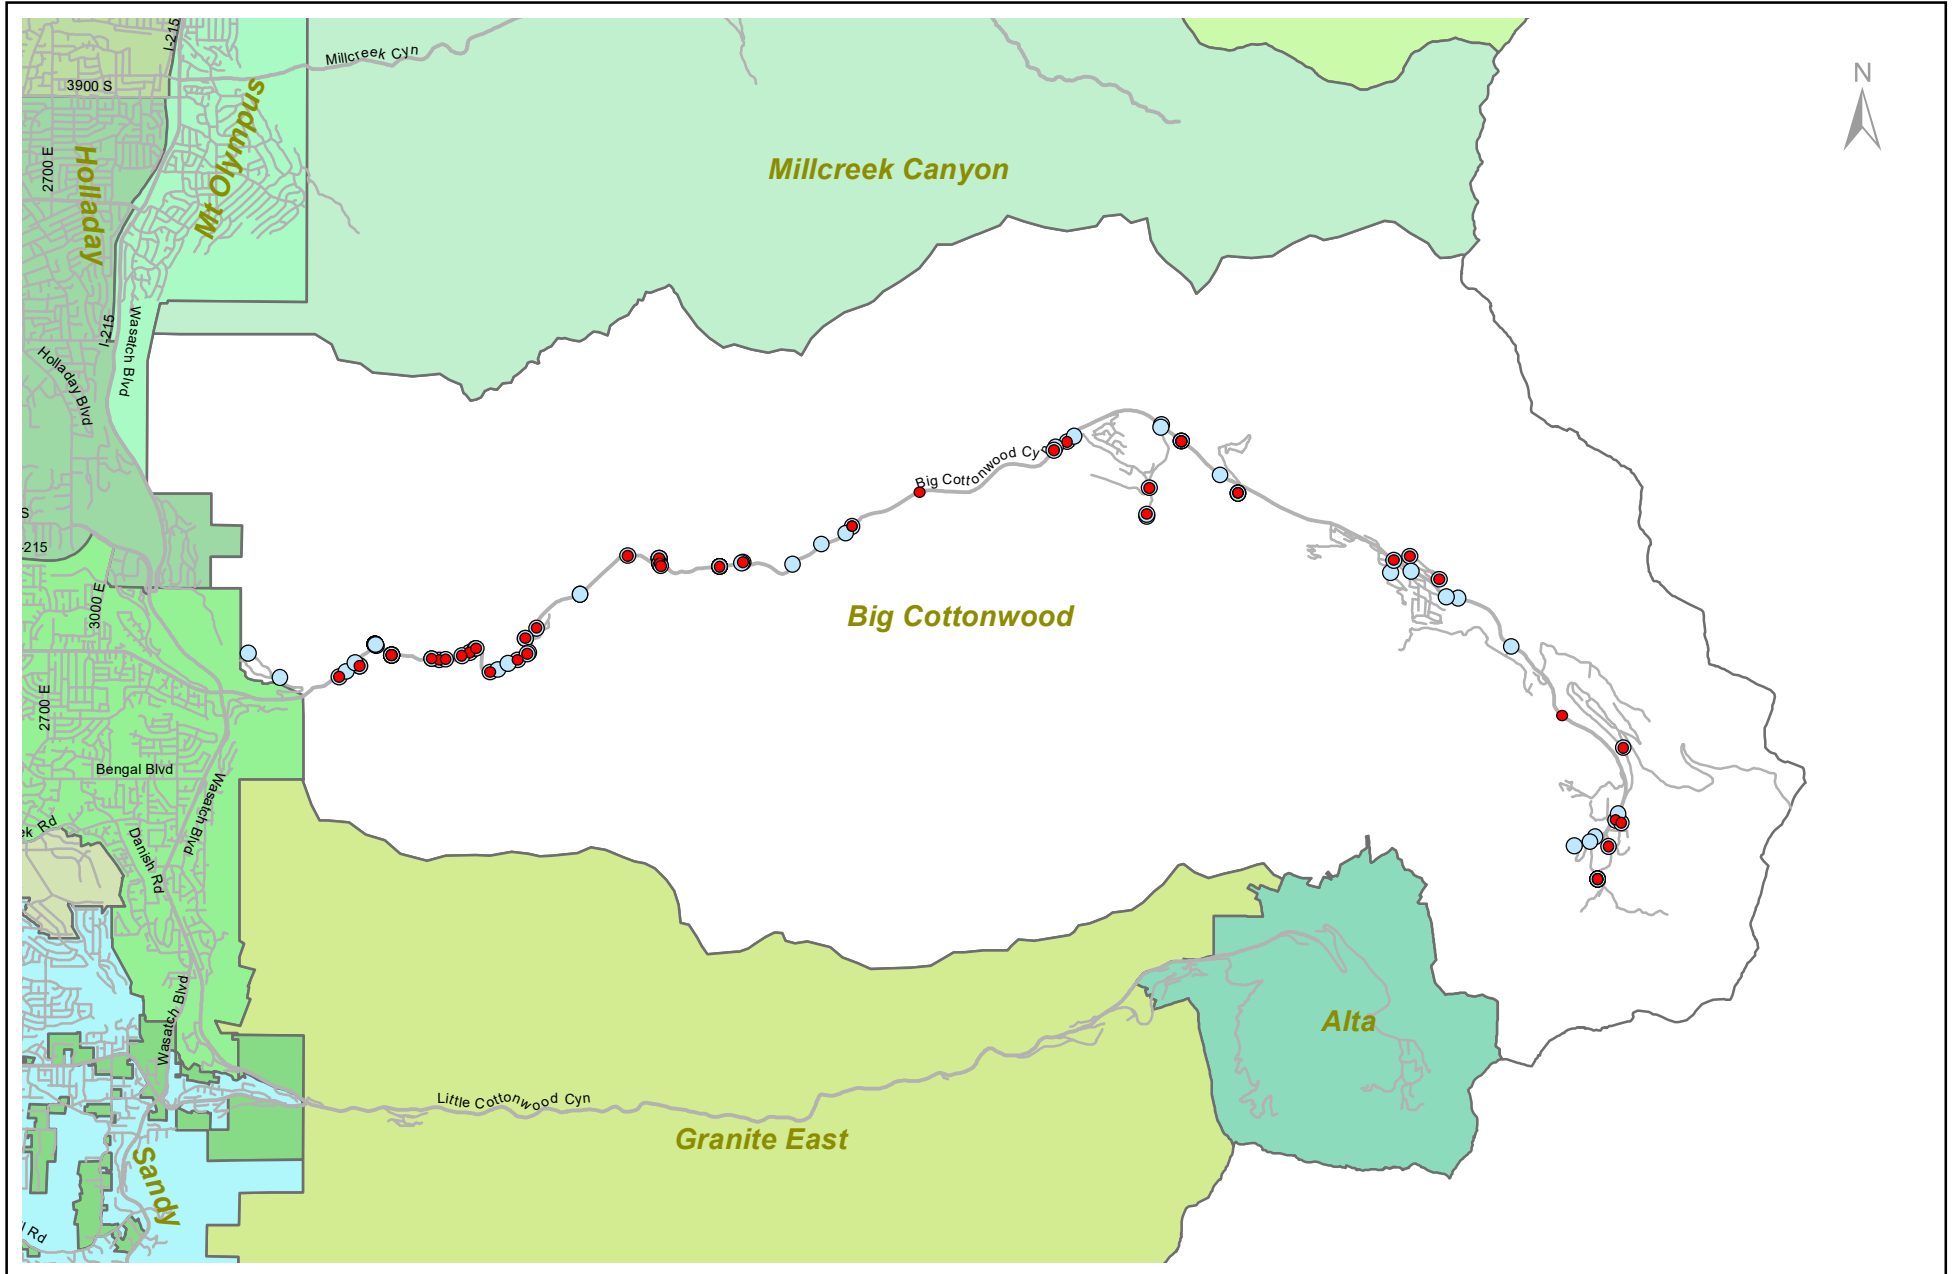 I-215
Millcreek Cyn
N
3900 S
Mt Olympus
Holladay
2700 E
Millcreek Canyon
I-215
Wasatch Blvd
Holladay Blvd
Big Cottonwood Cyn
S
-215
3000 E
Big Cottonwood
2700 E
Bengal Blvd
Wasatch Blvd
ek Rd
Danish Rd
Wasatch Blvd
Alta
Little Cottonwood Cyn
Granite East
Sandy
l Rd